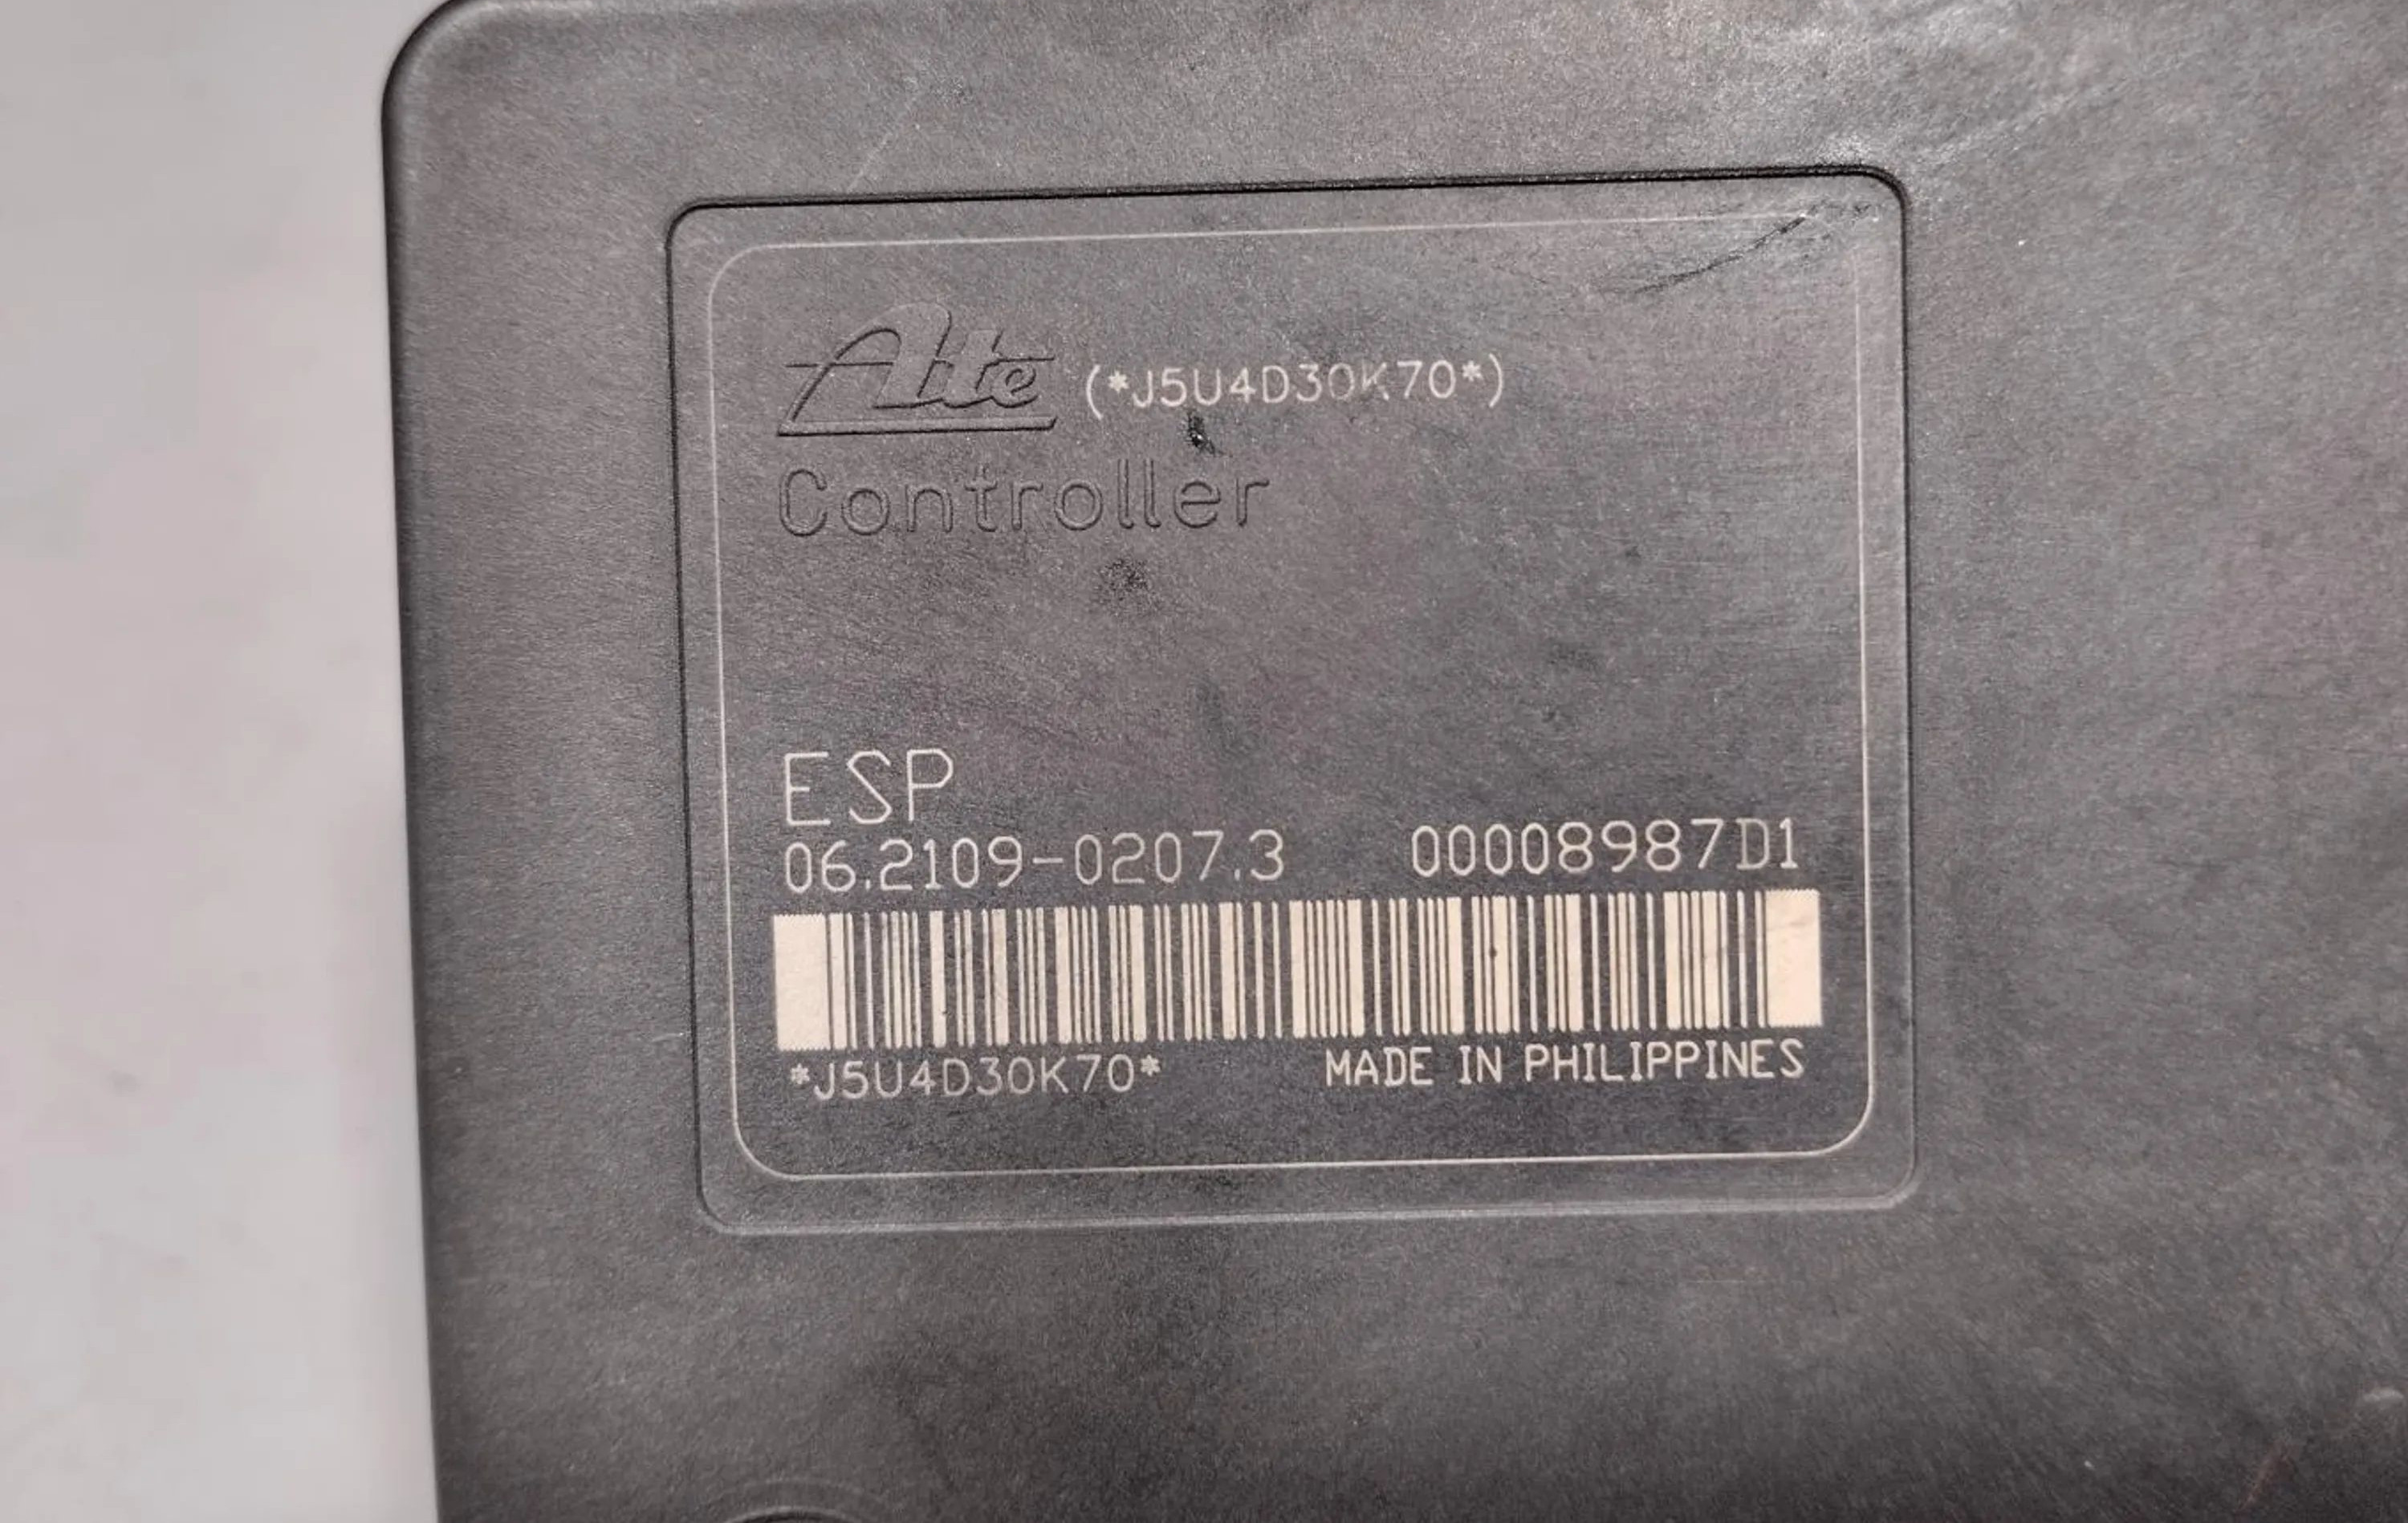 Ate (*J5U4D30K70*)
Controller
ESP
06.2109-0207.3 00008987D1
*J5U4D30K70* MADE IN PHILIPPINES